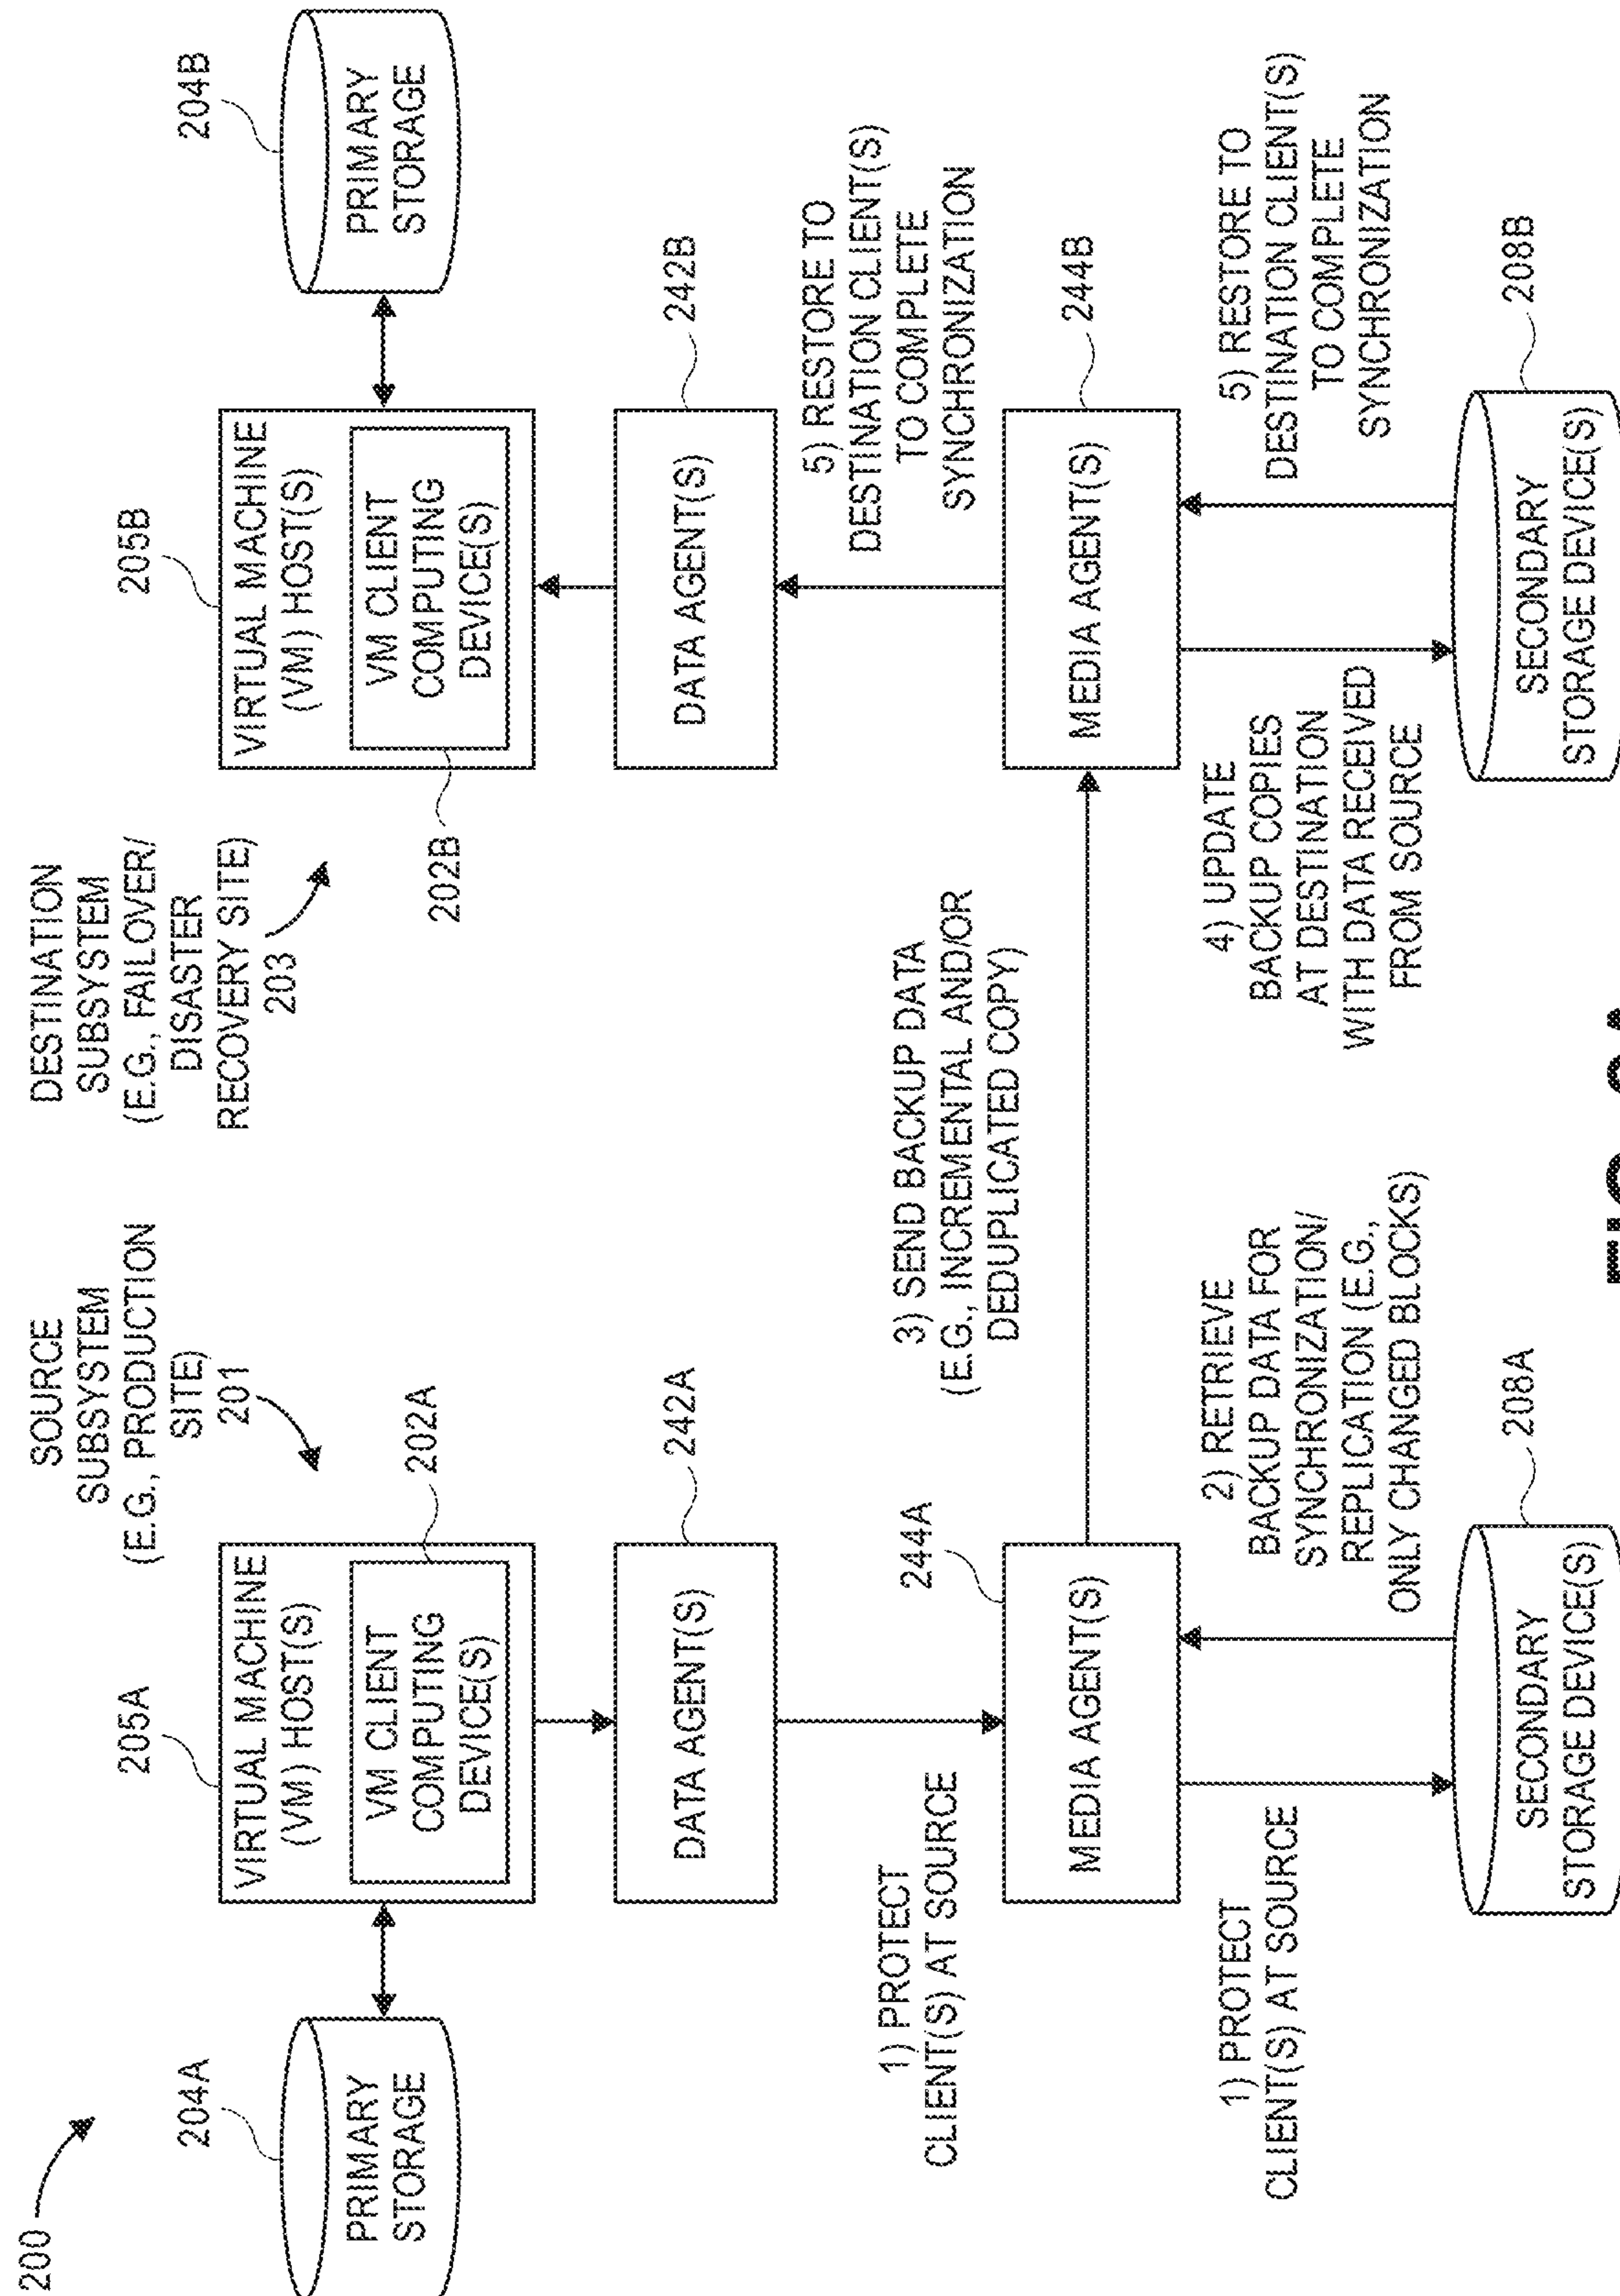 200
SOURCE
SUBSYSTEM
(E.G., PRODUCTION
SITE)
201
DESTINATION
SUBSYSTEM
(E.G., FAILOVER/
DISASTER
RECOVERY SITE)
203
204A
PRIMARY
STORAGE
205A
VIRTUAL MACHINE
(VM) HOST(S)
VM CLIENT
COMPUTING
DEVICE(S)
202A
205B
VIRTUAL MACHINE
(VM) HOST(S)
VM CLIENT
COMPUTING
DEVICE(S)
202B
204B
PRIMARY
STORAGE
DATA AGENT(S)
242A
DATA AGENT(S)
242B
1) PROTECT
CLIENT(S) AT SOURCE
3) SEND BACKUP DATA
(E.G., INCREMENTAL AND/OR
DEDUPLICATED COPY)
5) RESTORE TO
DESTINATION CLIENT(S)
TO COMPLETE
SYNCHRONIZATION
244A
MEDIA AGENT(S)
MEDIA AGENT(S)
244B
1) PROTECT
CLIENT(S) AT SOURCE
2) RETRIEVE
BACKUP DATA FOR
SYNCHRONIZATION/
REPLICATION (E.G.,
ONLY CHANGED BLOCKS)
4) UPDATE
BACKUP COPIES
AT DESTINATION
WITH DATA RECEIVED
FROM SOURCE
5) RESTORE TO
DESTINATION CLIENT(S)
TO COMPLETE
SYNCHRONIZATION
SECONDARY
STORAGE DEVICE(S)
208A
SECONDARY
STORAGE DEVICE(S)
208B